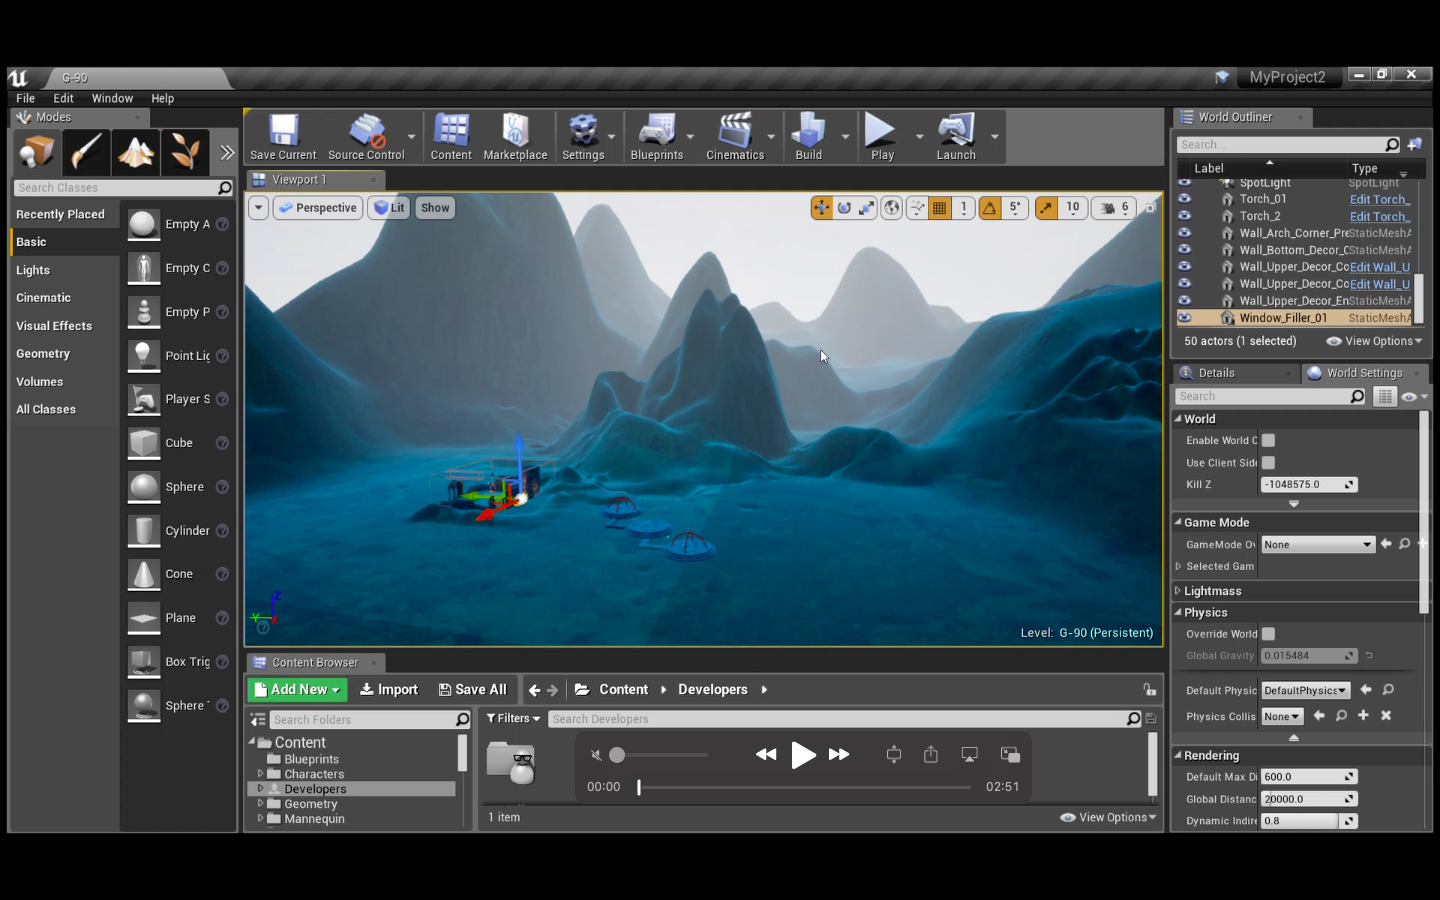 G-90
MyProject2
File Edit Window Help
Modes
Search Classes
Recently Placed
Basic
Lights
Cinematic
Visual Effects
Geometry
Volumes
All Classes
Empty A
Empty C
Empty P
Point Lig
Player S
Cube
Sphere
Cylinder
Cone
Plane
Box Trig
Sphere T
Save Current Source Control Content Marketplace Settings Blueprints Cinematics Build Play Launch
Viewport 1
Perspective Lit Show 1 5° 10 6
Z
Y
X
Level: G-90 (Persistent)
Content Browser
Add New Import Save All Content Developers
Search Folders
Content
Blueprints
Characters
Developers
Geometry
Mannequin
Filters Search Developers
00:00 02:51
1 item View Options
World Outliner
Search...
Label Type
SpotLight SpotLight
Torch_01 Edit Torch_
Torch_2 Edit Torch_
Wall_Arch_Corner_Pre StaticMeshA
Wall_Bottom_Decor_C StaticMeshA
Wall_Upper_Decor_Co Edit Wall_U
Wall_Upper_Decor_Co Edit Wall_U
Wall_Upper_Decor_En StaticMeshA
Window_Filler_01 StaticMeshA
50 actors (1 selected) View Options
Details World Settings
Search
World
Enable World C
Use Client Side
Kill Z -1048575.0
Game Mode
GameMode Ov None
Selected Gam
Lightmass
Physics
Override World
Global Gravity 0.015484
Default Physic DefaultPhysics
Physics Collis None
Rendering
Default Max Di 600.0
Global Distanc 20000.0
Dynamic Indire 0.8